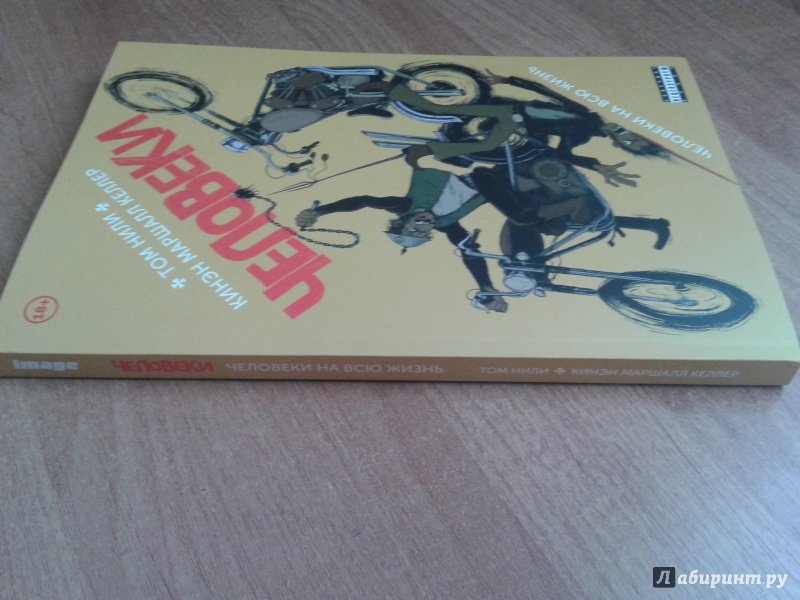 ЧЕЛОВЕКИ НА ВСЮ ЖИЗНЬ
ЧЕЛОВЕКИ
✤ ТОМ НИЛИ ✤
КИНЭН МАРШАЛЛ КЕЛЛЕР
18+
image ЧЕЛОВЕКИ ЧЕЛОВЕКИ НА ВСЮ ЖИЗНЬ ТОМ НИЛИ ✤ КИНЭН МАРШАЛЛ КЕЛЛЕР
Лабиринт.ру